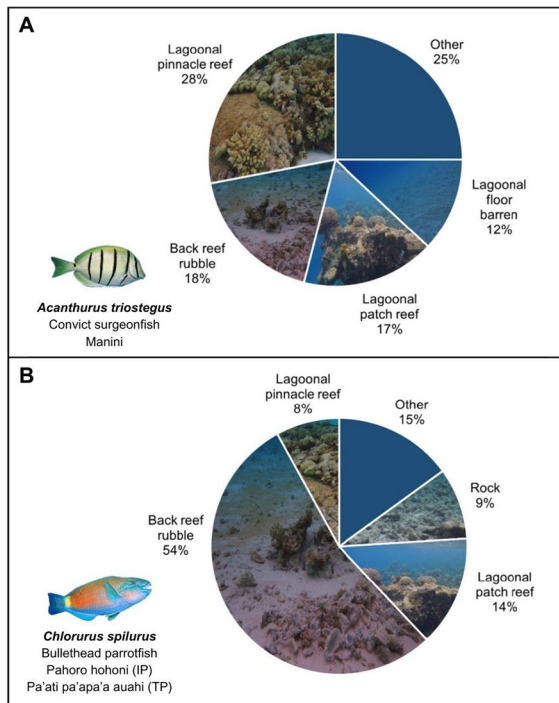 A
Lagoonal
pinnacle reef
28%
Other
25%
Lagoonal
floor
barren
12%
Back reef
rubble
18%
Lagoonal
patch reef
17%
Acanthurus triostegus
Convict surgeonfish
Manini
B
Lagoonal
pinnacle reef
8%
Other
15%
Rock
9%
Back reef
rubble
54%
Lagoonal
patch reef
14%
Chlorurus spilurus
Bullethead parrotfish
Pahoro hohoni (IP)
Pa'ati pa'apa'a auahi (TP)